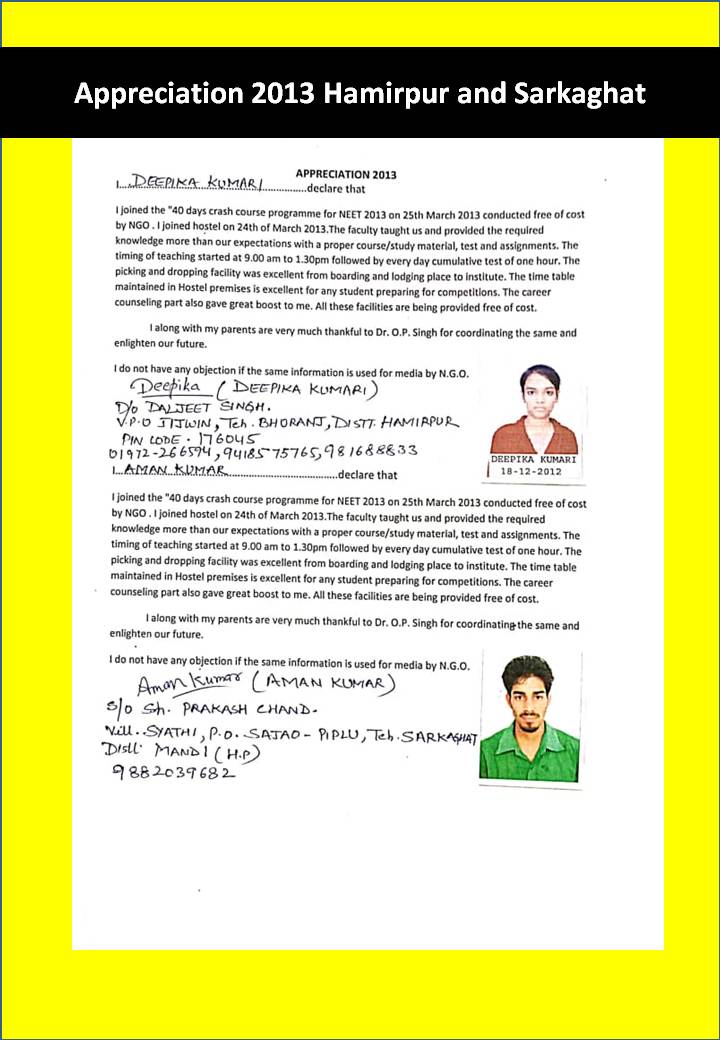 Appreciation 2013 Hamirpur and Sarkaghat
APPRECIATION 2013
I...DEEPIKA KUMARI................declare that
I joined the "40 days crash course programme for NEET 2013 on 25th March 2013 conducted free of cost
by NGO . I joined hostel on 24th of March 2013.The faculty taught us and provided the required
knowledge more than our expectations with a proper course/study material, test and assignments. The
timing of teaching started at 9.00 am to 1.30pm followed by every day cumulative test of one hour. The
picking and dropping facility was excellent from boarding and lodging place to institute. The time table
maintained in Hostel premises is excellent for any student preparing for competitions. The career
counseling part also gave great boost to me. All these facilities are being provided free of cost.
I along with my parents are very much thankful to Dr. O.P. Singh for coordinating the same and
enlighten our future.
I do not have any objection if the same information is used for media by N.G.O.
Deepika (DEEPIKA KUMARI)
D/o DALJEET SINGH.
V.P.O JIJWIN, Teh. BHORANJ, DISTT. HAMIRPUR
PIN CODE - 176045
01972-266594, 9418575765, 981688833
DEEPIKA KUMARI
18-12-2012
I...AMAN KUMAR................declare that
I joined the "40 days crash course programme for NEET 2013 on 25th March 2013 conducted free of cost
by NGO . I joined hostel on 24th of March 2013.The faculty taught us and provided the required
knowledge more than our expectations with a proper course/study material, test and assignments. The
timing of teaching started at 9.00 am to 1.30pm followed by every day cumulative test of one hour. The
picking and dropping facility was excellent from boarding and lodging place to institute. The time table
maintained in Hostel premises is excellent for any student preparing for competitions. The career
counseling part also gave great boost to me. All these facilities are being provided free of cost.
I along with my parents are very much thankful to Dr. O.P. Singh for coordinating the same and
enlighten our future.
I do not have any objection if the same information is used for media by N.G.O.
Aman Kumar (AMAN KUMAR)
S/o Sh. PRAKASH CHAND.
Vill. SYATHI, P.O. SAJAO - PIPLU, Teh. SARKAGHAT
Distt. MANDI (H.P)
9882039682